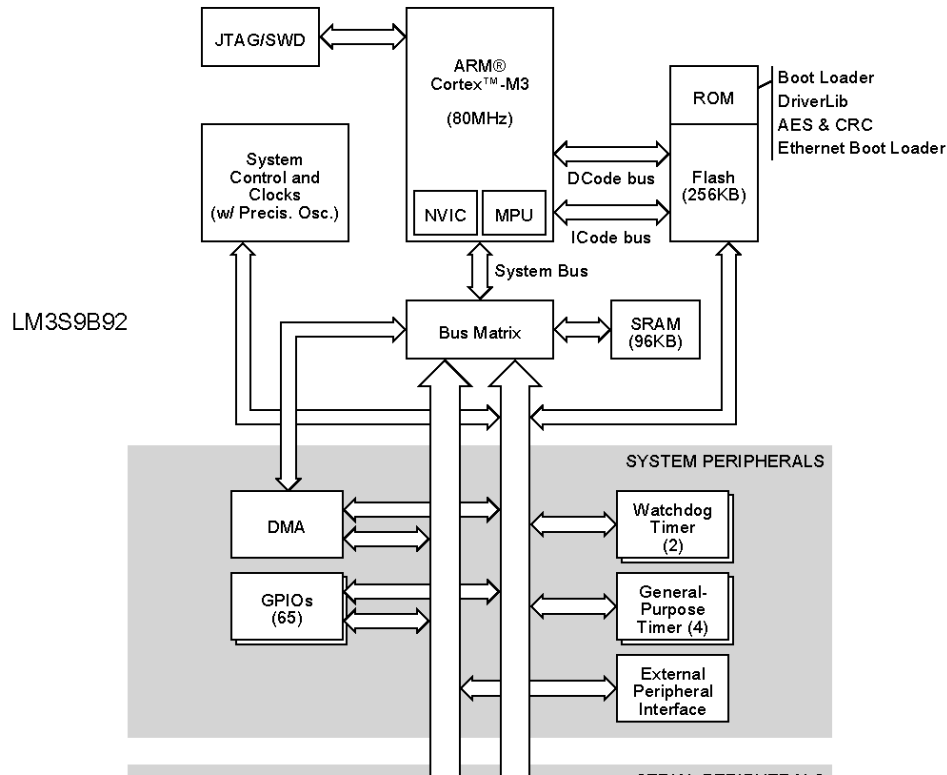 JTAG/SWD
ARM®
Cortex™-M3
(80MHz)
NVIC
MPU
ROM
Flash
(256KB)
Boot Loader
DriverLib
AES & CRC
Ethernet Boot Loader
System
Control and
Clocks
(w/ Precis. Osc.)
DCode bus
ICode bus
System Bus
LM3S9B92
Bus Matrix
SRAM
(96KB)
SYSTEM PERIPHERALS
DMA
Watchdog
Timer
(2)
GPIOs
(65)
General-
Purpose
Timer (4)
External
Peripheral
Interface